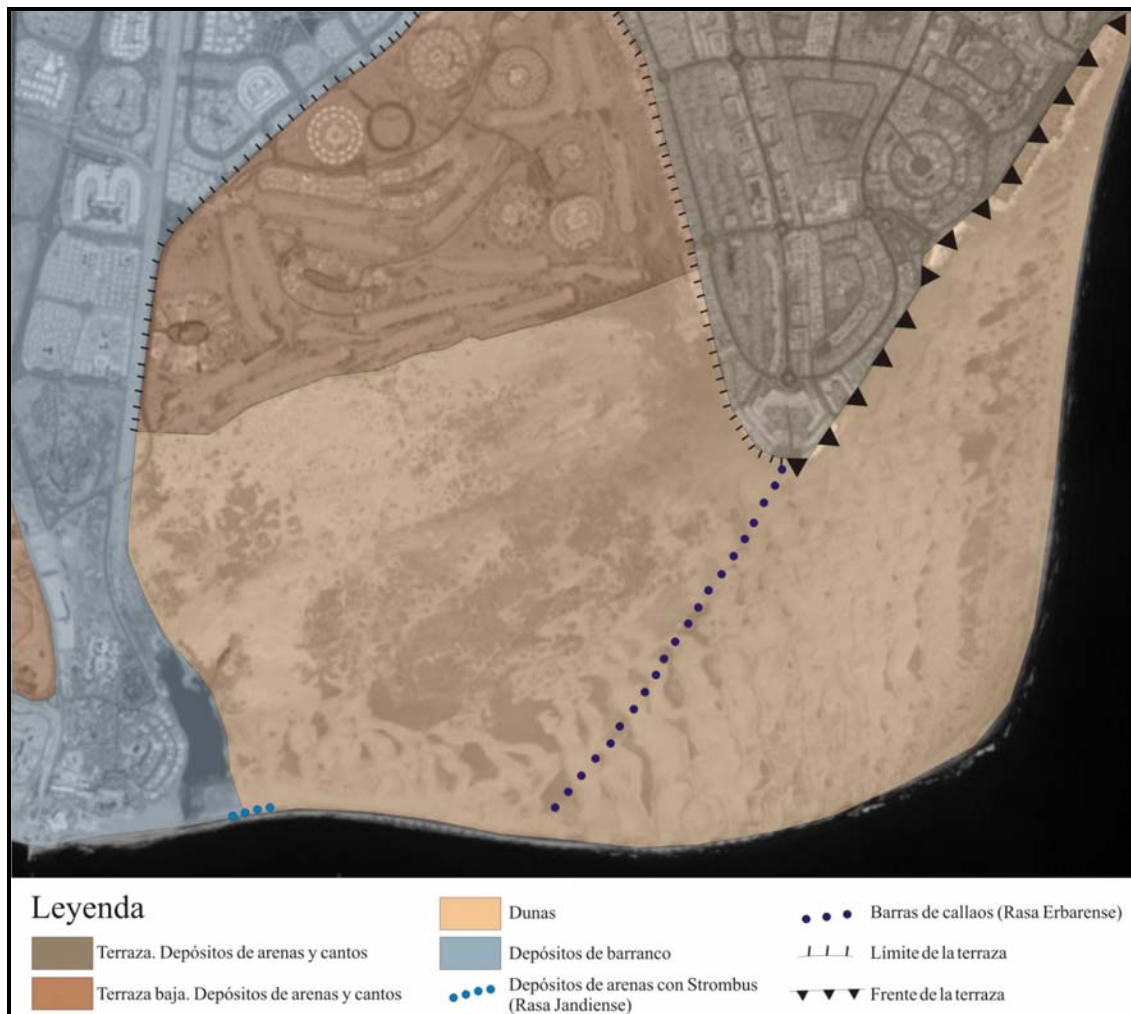 Leyenda
Terraza. Depósitos de arenas y cantos
Terraza baja. Depósitos de arenas y cantos
Dunas
Depósitos de barranco
Depósitos de arenas con Strombus
(Rasa Jandiense)
Barras de callaos (Rasa Erbarense)
Límite de la terraza
Frente de la terraza